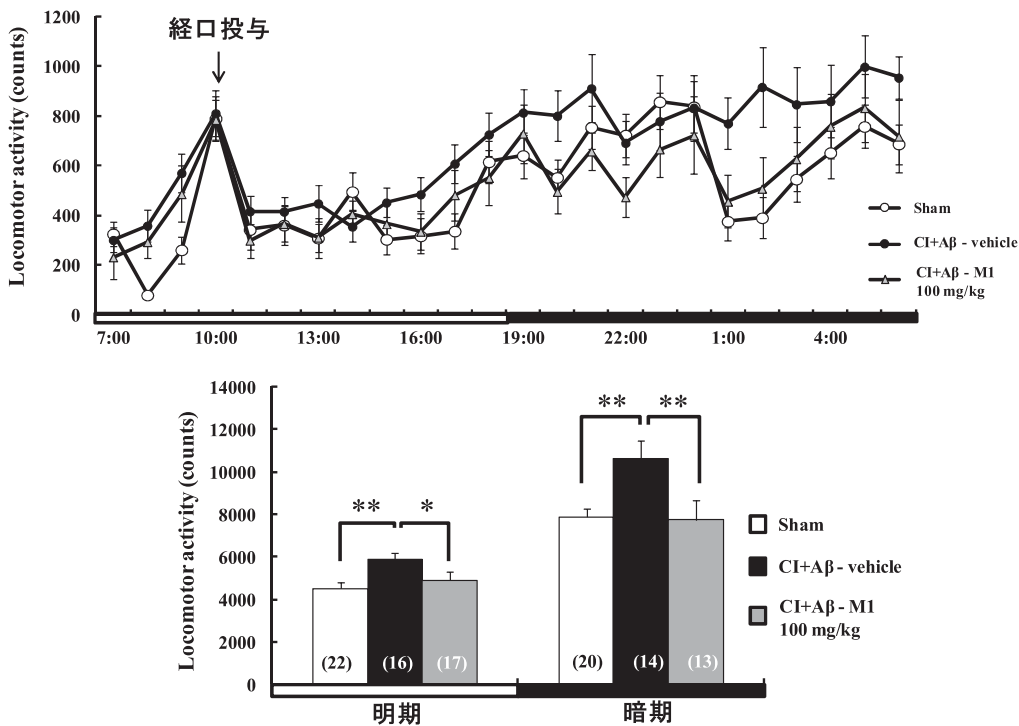 経口投与
Locomotor activity (counts)
1200
1000
800
600
400
200
0
7:00 10:00 13:00 16:00 19:00 22:00 1:00 4:00
Sham
CI+Aβ - vehicle
CI+Aβ - M1
100 mg/kg
Locomotor activity (counts)
14000
12000
10000
8000
6000
4000
2000
0
** *
** **
(22) (16) (17) (20) (14) (13)
明期 暗期
Sham
CI+Aβ - vehicle
CI+Aβ - M1
100 mg/kg